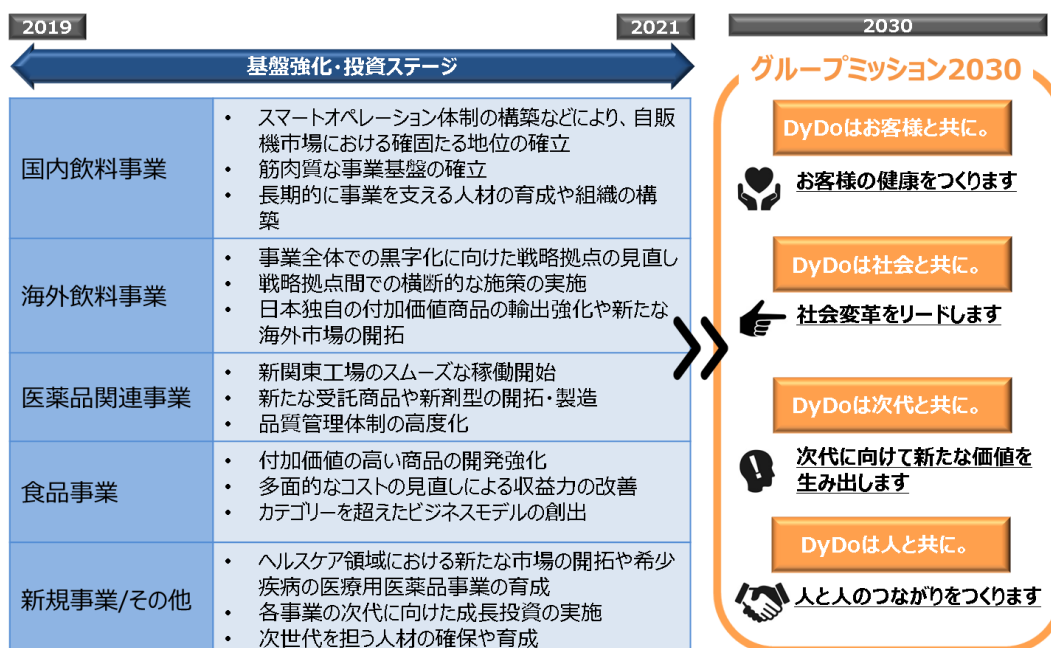 2019
2021
基盤強化・投資ステージ
国内飲料事業
• スマートオペレーション体制の構築などにより、自販
機市場における確固たる地位の確立
• 筋肉質な事業基盤の確立
• 長期的に事業を支える人材の育成や組織の構
築
海外飲料事業
• 事業全体での黒字化に向けた戦略拠点の見直し
• 戦略拠点間での横断的な施策の実施
• 日本独自の付加価値商品の輸出強化や新たな
海外市場の開拓
医薬品関連事業
• 新関東工場のスムーズな稼働開始
• 新たな受託商品や新剤型の開拓・製造
• 品質管理体制の高度化
食品事業
• 付加価値の高い商品の開発強化
• 多面的なコストの見直しによる収益力の改善
• カテゴリーを超えたビジネスモデルの創出
新規事業/その他
• ヘルスケア領域における新たな市場の開拓や希少
疾病の医療用医薬品事業の育成
• 各事業の次代に向けた成長投資の実施
• 次世代を担う人材の確保や育成
2030
グループミッション2030
DyDoはお客様と共に。
お客様の健康をつくります
DyDoは社会と共に。
社会変革をリードします
DyDoは次代と共に。
次代に向けて新たな価値を
生み出します
DyDoは人と共に。
人と人のつながりをつくります